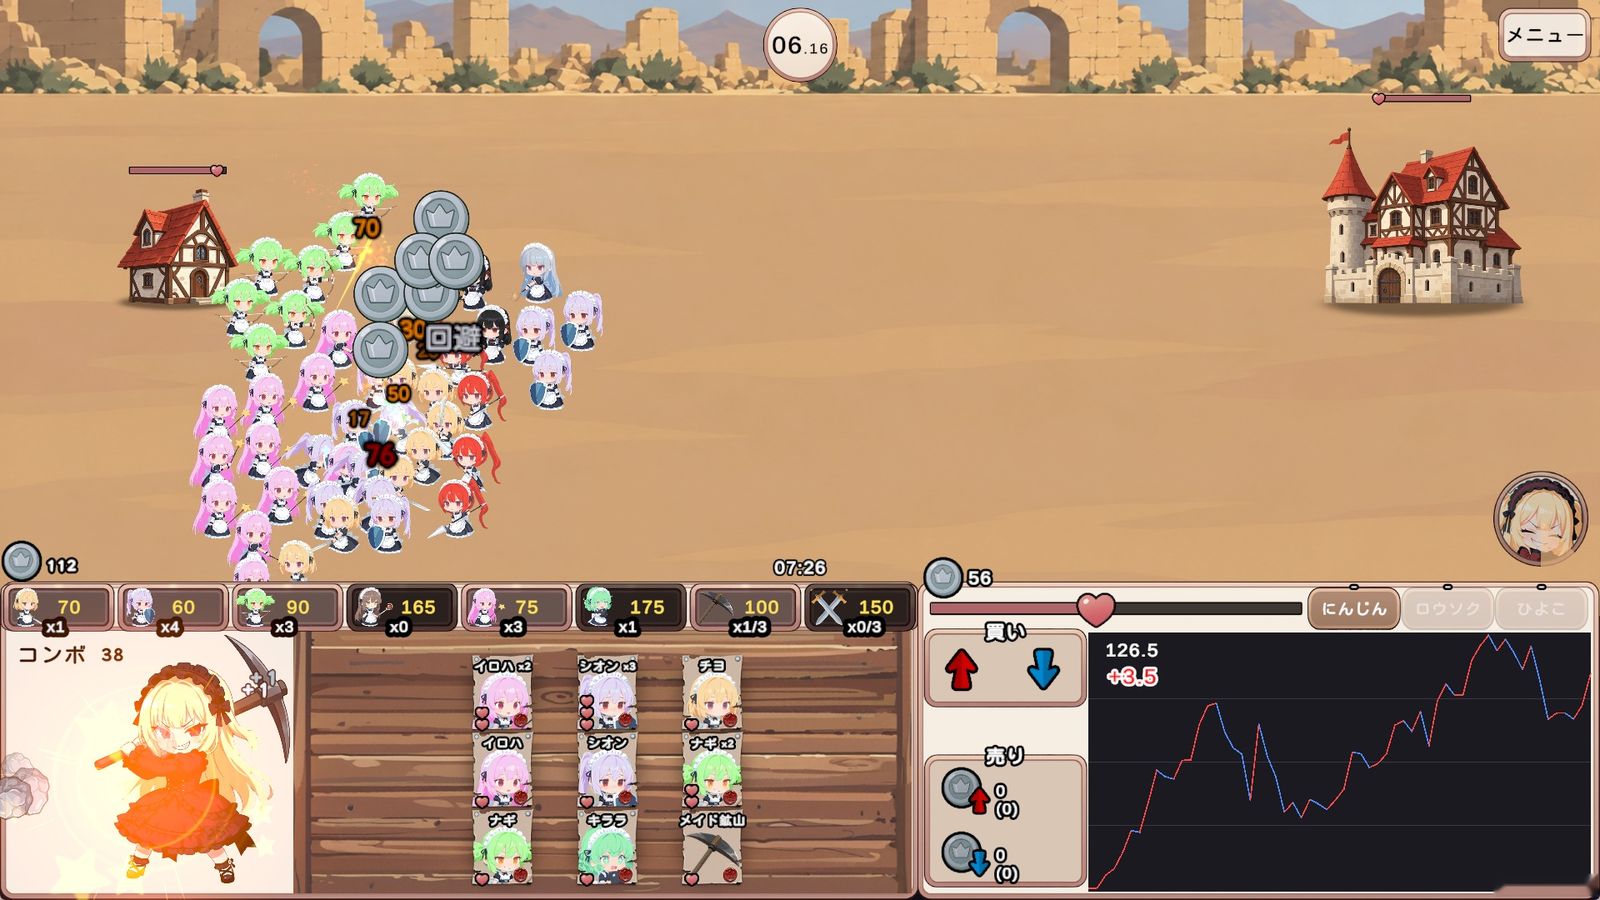 06.16
メニュー
70
30
回避
50
17
76
112
07:26
56
70
60
90
165
75
175
100
150
x1
x4
x3
x0
x3
x1
x1/3
x0/3
にんじん
ロウソク
ひよこ
コンボ 38
+1
+1
イロハ x2
シオン x3
チヨ
イロハ
シオン
ナギ x2
ナギ
キララ
メイド鉱山
買い
売り
0
(0)
0
(0)
126.5
+3.5